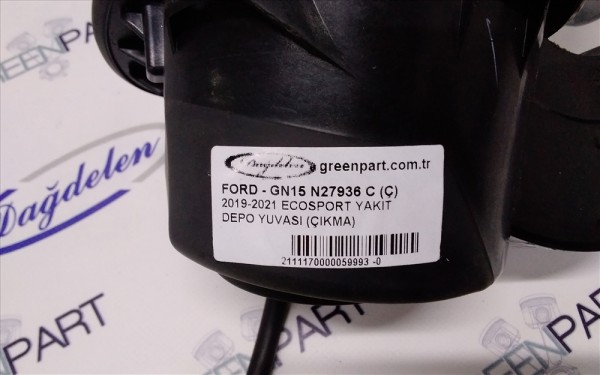 GREENPART
Dağdelen
Dağdelen greenpart.com.tr
FORD - GN15 N27936 C (Ç)
2019-2021 ECOSPORT YAKIT
DEPO YUVASI (ÇIKMA)
2111170000059993 -0
PART
GREENPART